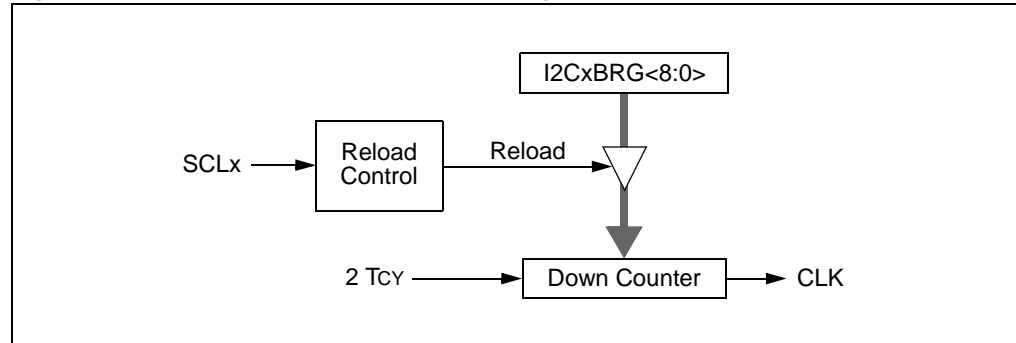 I2CxBRG<8:0>
SCLx
Reload
Control
Reload
2 TCY
Down Counter
CLK